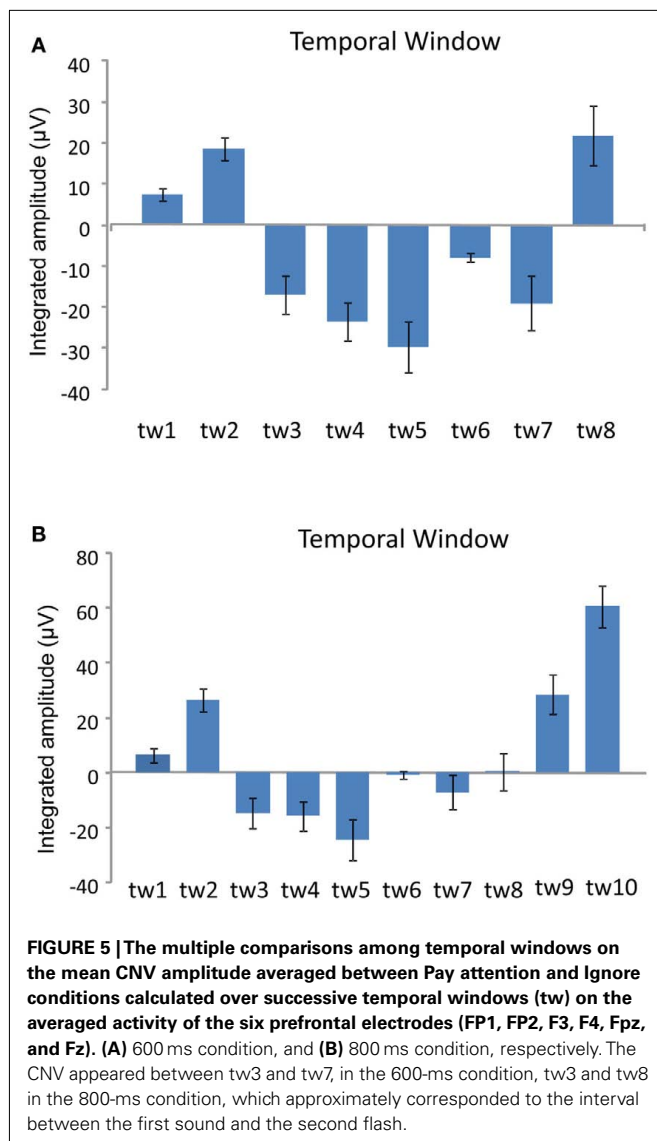 A
Temporal Window
Integrated amplitude (µV)
40
30
20
10
0
-10
-20
-30
-40
tw1 tw2 tw3 tw4 tw5 tw6 tw7 tw8
B
Temporal Window
Integrated amplitude (µV)
80
60
40
20
0
-20
-40
tw1 tw2 tw3 tw4 tw5 tw6 tw7 tw8 tw9 tw10
FIGURE 5 | The multiple comparisons among temporal windows on
the mean CNV amplitude averaged between Pay attention and Ignore
conditions calculated over successive temporal windows (tw) on the
averaged activity of the six prefrontal electrodes (FP1, FP2, F3, F4, Fpz,
and Fz). (A) 600 ms condition, and (B) 800 ms condition, respectively. The
CNV appeared between tw3 and tw7, in the 600-ms condition, tw3 and tw8
in the 800-ms condition, which approximately corresponded to the interval
between the first sound and the second flash.